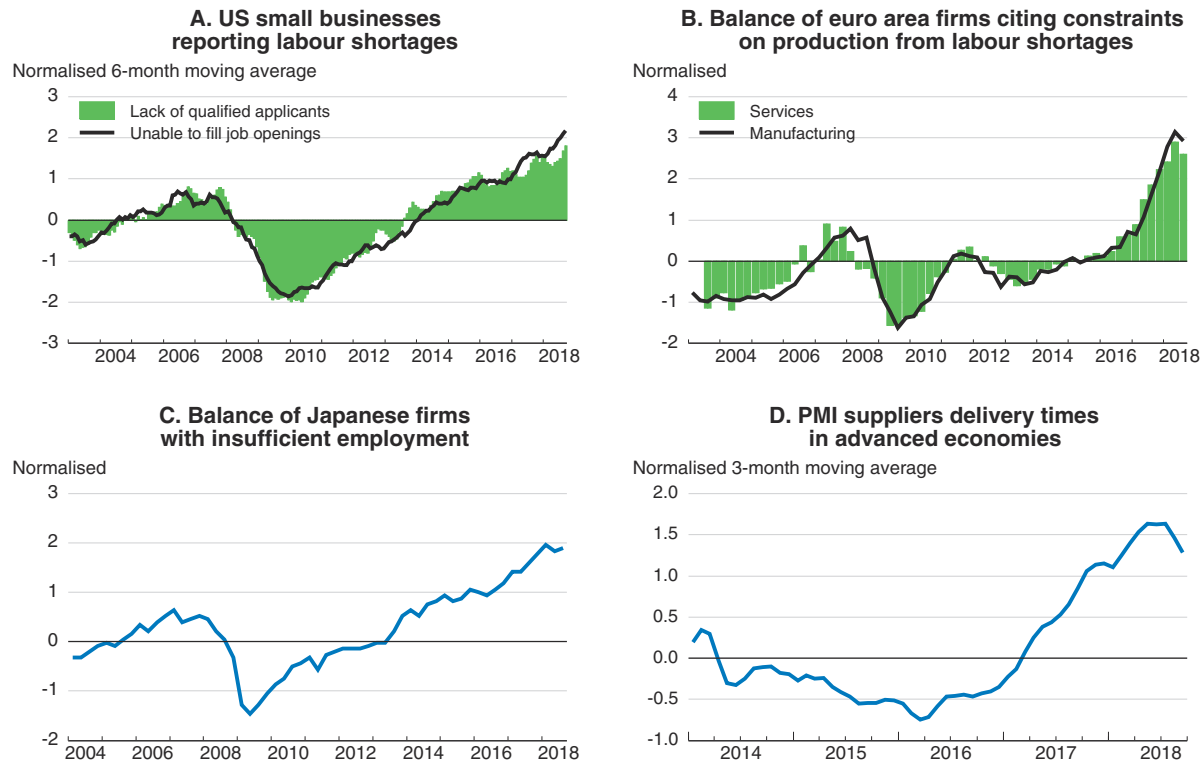 A. US small businesses
reporting labour shortages
Normalised 6-month moving average
3
Lack of qualified applicants
Unable to fill job openings
2
1
0
-1
-2
-3
2004 2006 2008 2010 2012 2014 2016 2018
B. Balance of euro area firms citing constraints
on production from labour shortages
Normalised
4
Services
Manufacturing
3
2
1
0
-1
-2
2004 2006 2008 2010 2012 2014 2016 2018
C. Balance of Japanese firms
with insufficient employment
Normalised
3
2
1
0
-1
-2
2004 2006 2008 2010 2012 2014 2016 2018
D. PMI suppliers delivery times
in advanced economies
Normalised 3-month moving average
2.0
1.5
1.0
0.5
0.0
-0.5
-1.0
2014 2015 2016 2017 2018